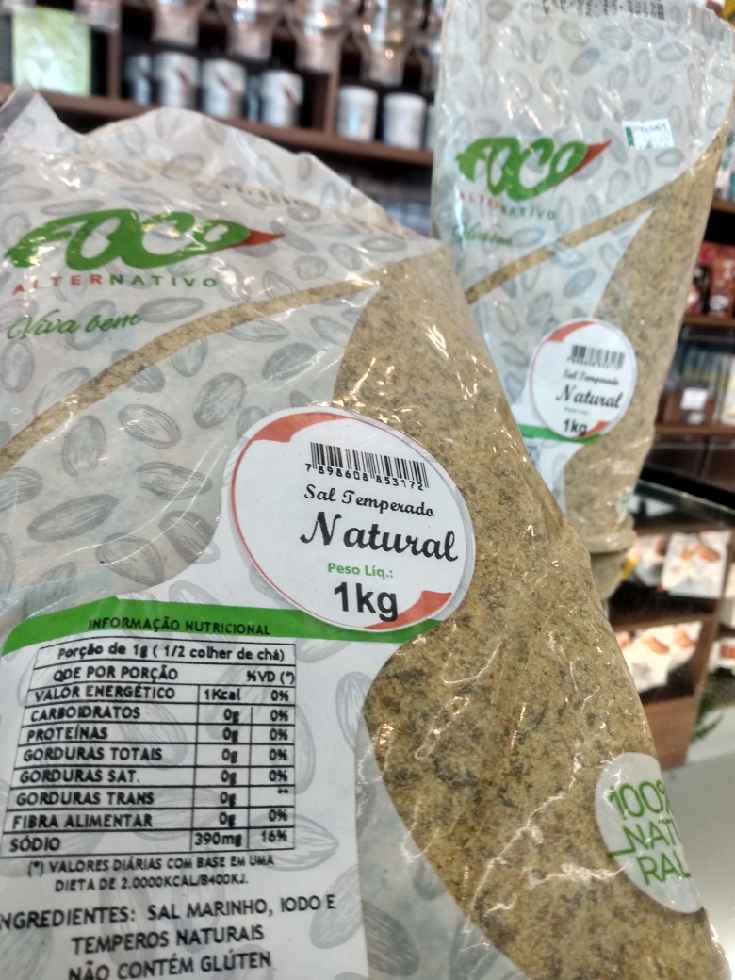 FOCO
ALTERNATIVO
Viva bem
7 898608 853172
Sal Temperado
Natural
Peso Líq.:
1kg
INFORMAÇÃO NUTRICIONAL
Porção de 1g ( 1/2 colher de chá)
QDE POR PORÇÃO %VD (*)
VALOR ENERGÉTICO 1Kcal 0%
CARBOIDRATOS 0g 0%
PROTEÍNAS 0g 0%
GORDURAS TOTAIS 0g 0%
GORDURAS SAT. 0g 0%
GORDURAS TRANS 0g **
FIBRA ALIMENTAR 0g 0%
SÓDIO 390mg 16%
(*) VALORES DIÁRIAS COM BASE EM UMA
DIETA DE 2.0000KCAL/8400KJ.
INGREDIENTES: SAL MARINHO, IODO E
TEMPEROS NATURAIS
NÃO CONTÉM GLÚTEN
100%
NATU
RAL
FOCO
ALTERNATIVO
Sal Temperado
Natural
1kg